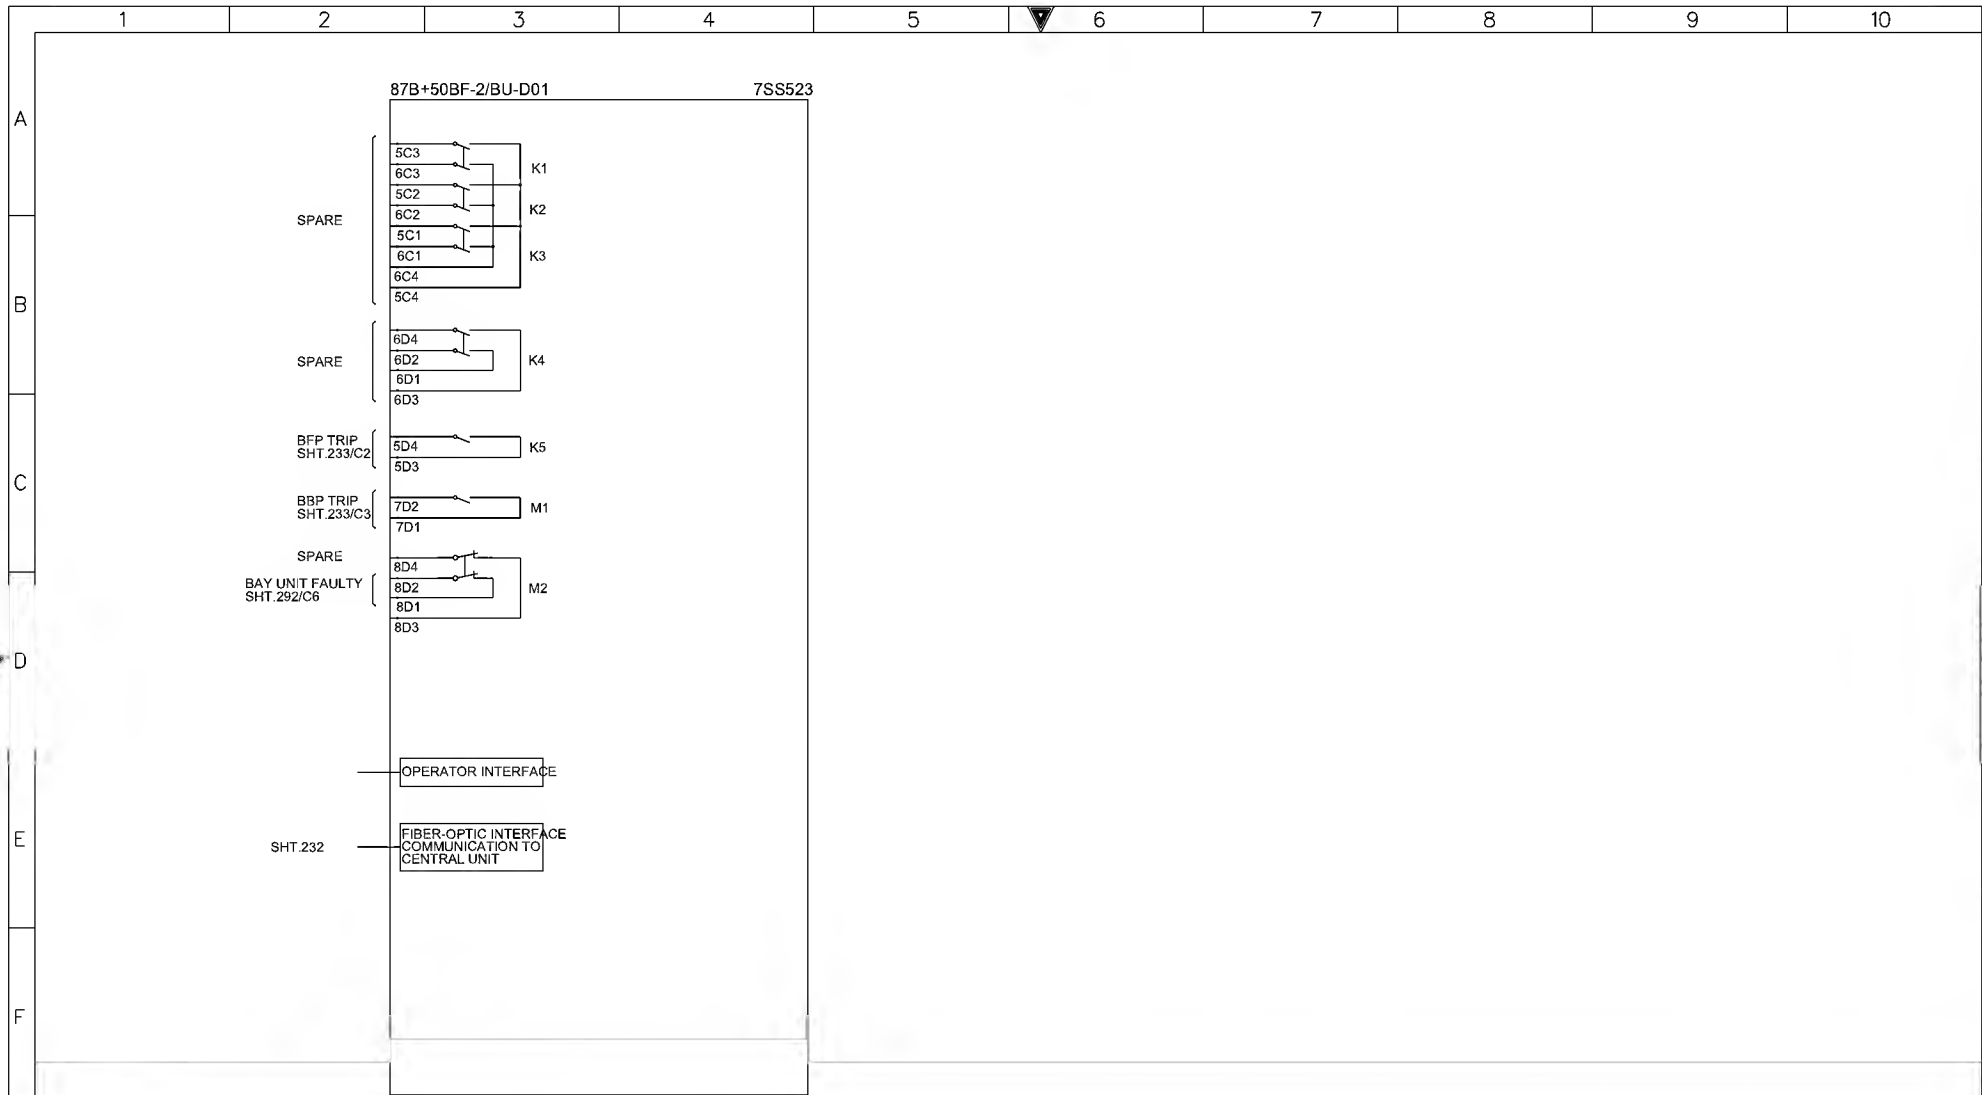 1 2 3 4 5 6 7 8 9 10
87B+50BF-2/BU-D01 7SS523
A
5C3
6C3
K1
5C2
6C2
K2
SPARE
5C1
6C1
K3
6C4
5C4
B
6D4
6D2
K4
SPARE
6D1
6D3
BFP TRIP
SHT.233/C2
5D4
K5
5D3
C
BBP TRIP
SHT.233/C3
7D2
M1
7D1
SPARE
8D4
BAY UNIT FAULTY
SHT.292/C6
8D2
M2
8D1
8D3
D
OPERATOR INTERFACE
E
SHT.232
FIBER-OPTIC INTERFACE
COMMUNICATION TO
CENTRAL UNIT
F